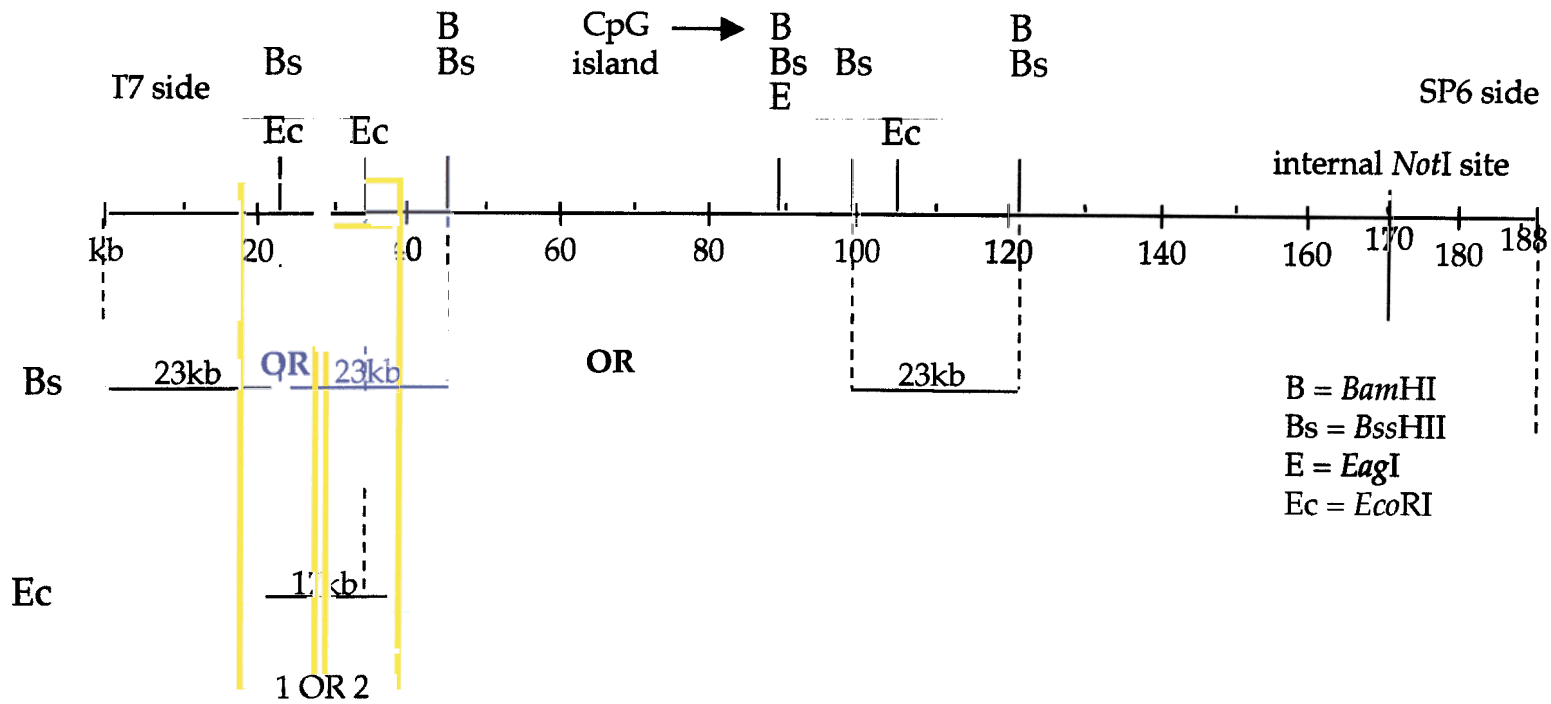 B CpG B B
Bs Bs island Bs Bs Bs
T7 side E SP6 side
Ec Ec Ec
internal NotI site
kb 20 40 60 80 100 120 140 160 170 180 188
Bs 23kb OR 23kb OR 23kb
B = BamHI
Bs = BssHII
E = EagI
Ec = EcoRI
Ec
1 OR 2